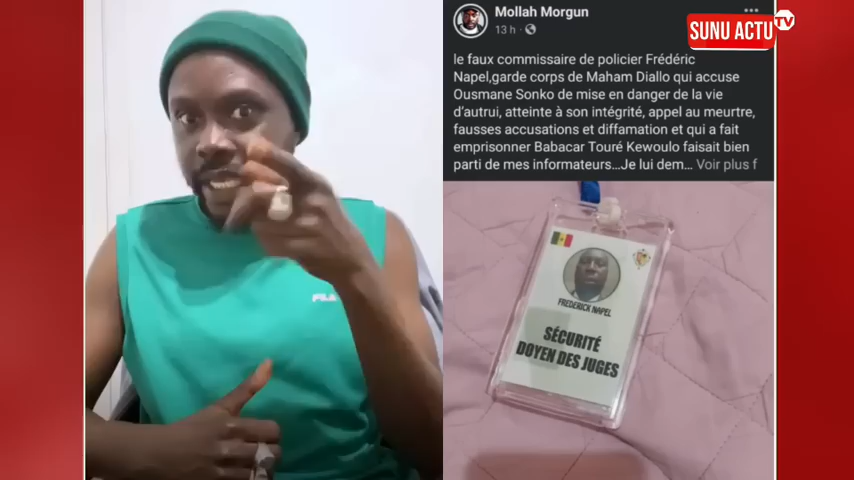 Mollah Morgun
13 h
SUNU ACTU
TV
le faux commissaire de policier Frédéric
Napel,garde corps de Maham Diallo qui accuse
Ousmane Sonko de mise en danger de la vie
d'autrui, atteinte à son intégrité, appel au meurtre,
fausses accusations et diffamation et qui a fait
emprisonner Babacar Touré Kewoulo faisait bien
parti de mes informateurs...Je lui dem... Voir plus f
FILA
FREDERICK NAPEL
SÉCURITÉ
DOYEN DES JUGES